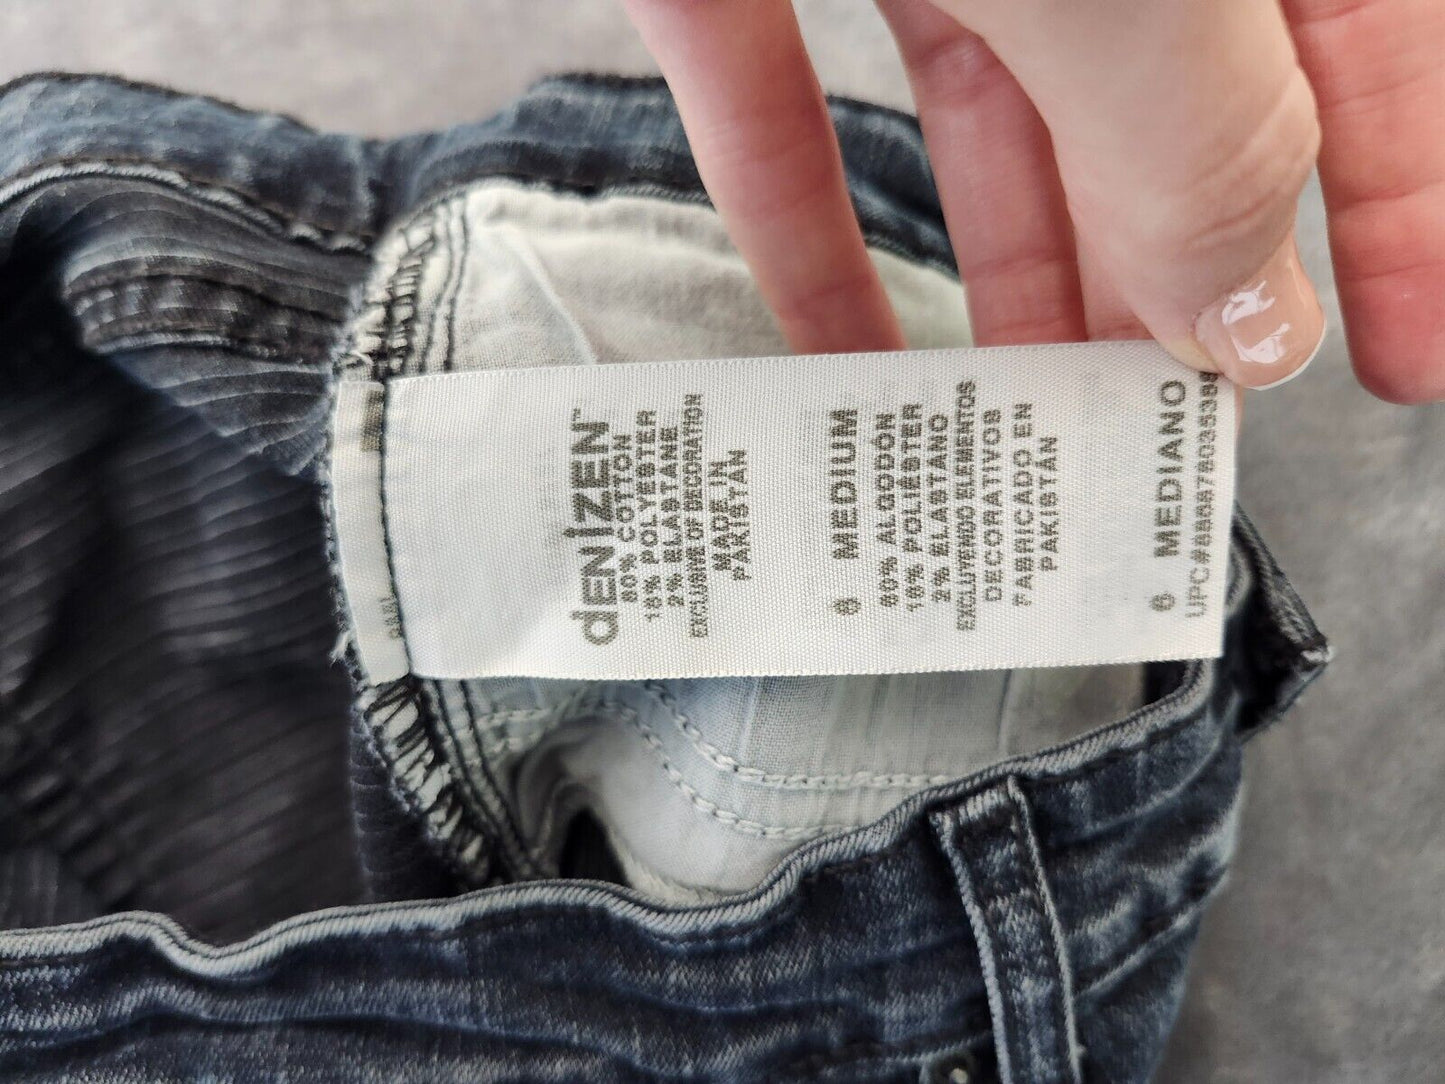 dENiZEN™
80% COTTON
18% POLYESTER
2% ELASTANE
EXCLUSIVE OF DECORATION
MADE IN
PAKISTAN
6 MEDIUM
80% ALGODÓN
18% POLIÉSTER
2% ELASTANO
EXCLUYENDO ELEMENTOS
DECORATIVOS
FABRICADO EN
PAKISTÁN
6 MEDIANO